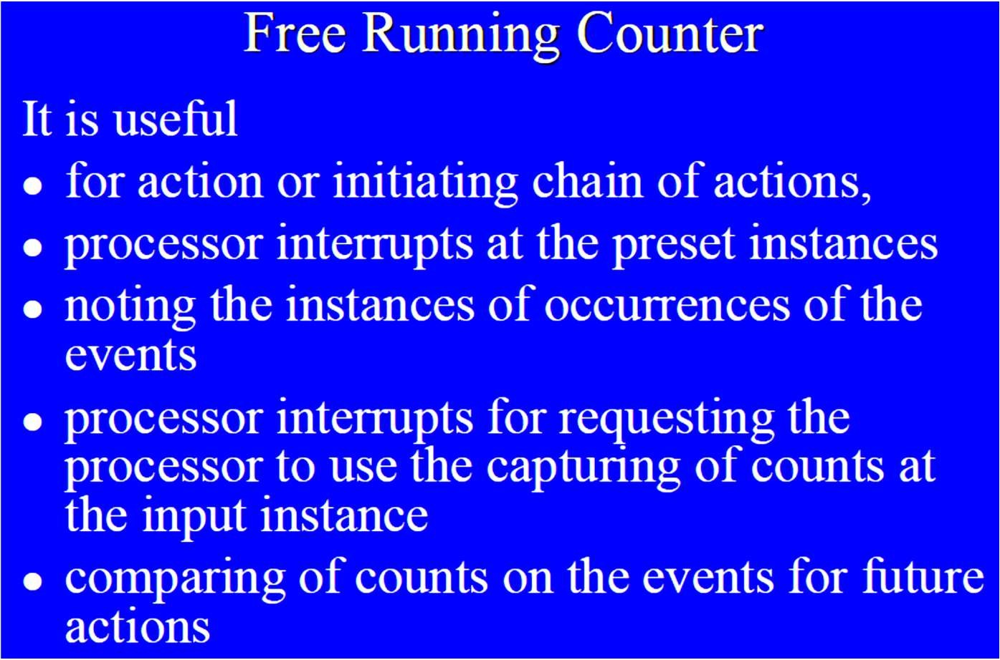 Free Running Counter
It is useful
• for action or initiating chain of actions,
• processor interrupts at the preset instances
• noting the instances of occurrences of the
events
• processor interrupts for requesting the
processor to use the capturing of counts at
the input instance
• comparing of counts on the events for future
actions